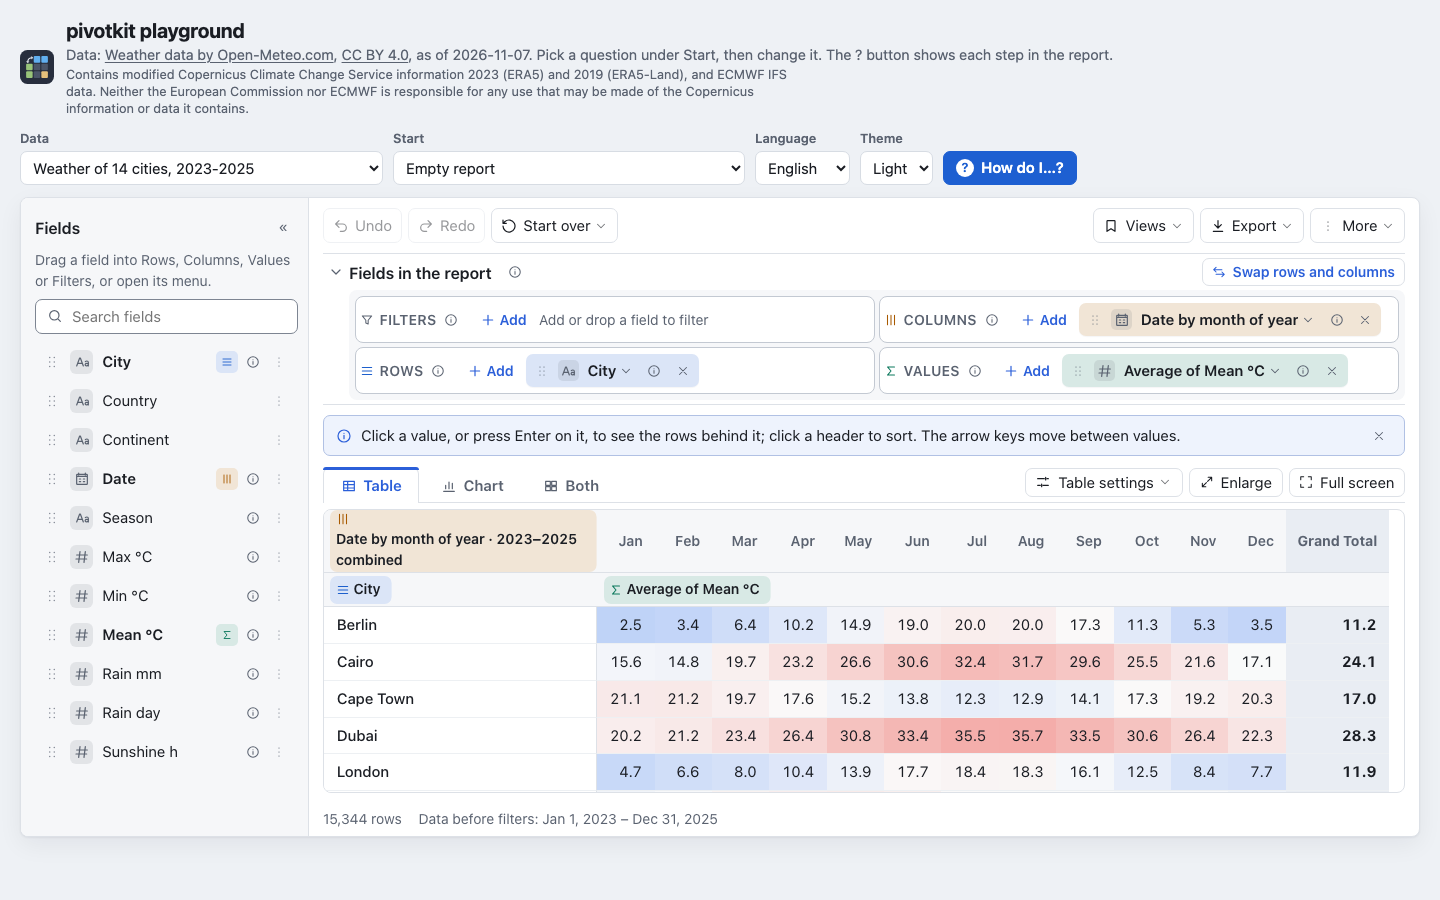 pivotkit playground
Data: Weather data by Open-Meteo.com, CC BY 4.0, as of 2026-11-07. Pick a question under Start, then change it. The ? button shows each step in the report.
Contains modified Copernicus Climate Change Service information 2023 (ERA5) and 2019 (ERA5-Land), and ECMWF IFS
data. Neither the European Commission nor ECMWF is responsible for any use that may be made of the Copernicus
information or data it contains.
Data Start Language Theme
Weather of 14 cities, 2023-2025 Empty report English Light ? How do I...?
Fields «
Drag a field into Rows, Columns, Values
or Filters, or open its menu.
Search fields
Aa City
Aa Country
Aa Continent
Date
Aa Season
# Max °C
# Min °C
# Mean °C Σ
# Rain mm
# Rain day
# Sunshine h
Undo Redo Start over Views Export More
Fields in the report Swap rows and columns
FILTERS + Add Add or drop a field to filter
COLUMNS + Add Date by month of year
ROWS + Add Aa City
Σ VALUES + Add # Average of Mean °C
Click a value, or press Enter on it, to see the rows behind it; click a header to sort. The arrow keys move between values.
Table Chart Both Table settings Enlarge Full screen
Date by month of year · 2023–2025
combined
Jan Feb Mar Apr May Jun Jul Aug Sep Oct Nov Dec Grand Total
City Σ Average of Mean °C
Berlin 2.5 3.4 6.4 10.2 14.9 19.0 20.0 20.0 17.3 11.3 5.3 3.5 11.2
Cairo 15.6 14.8 19.7 23.2 26.6 30.6 32.4 31.7 29.6 25.5 21.6 17.1 24.1
Cape Town 21.1 21.2 19.7 17.6 15.2 13.8 12.3 12.9 14.1 17.3 19.2 20.3 17.0
Dubai 20.2 21.2 23.4 26.4 30.8 33.4 35.5 35.7 33.5 30.6 26.4 22.3 28.3
London 4.7 6.6 8.0 10.4 13.9 17.7 18.4 18.3 16.1 12.5 8.4 7.7 11.9
15,344 rows Data before filters: Jan 1, 2023 – Dec 31, 2025